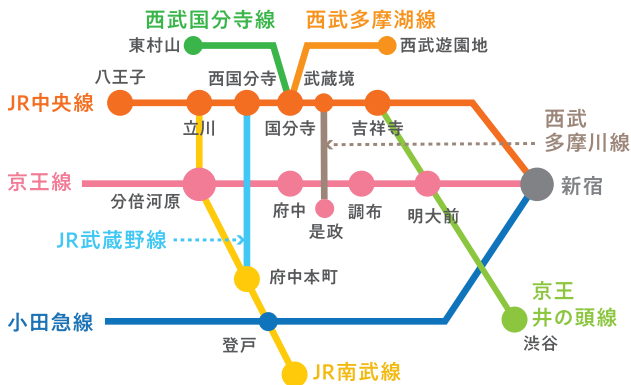 西武国分寺線
西武多摩湖線
東村山
西武遊園地
八王子
西国分寺
武蔵境
JR中央線
立川
国分寺
吉祥寺
西武
多摩川線
京王線
新宿
分倍河原
府中
調布
明大前
是政
JR武蔵野線
府中本町
京王
井の頭線
小田急線
登戸
渋谷
JR南武線